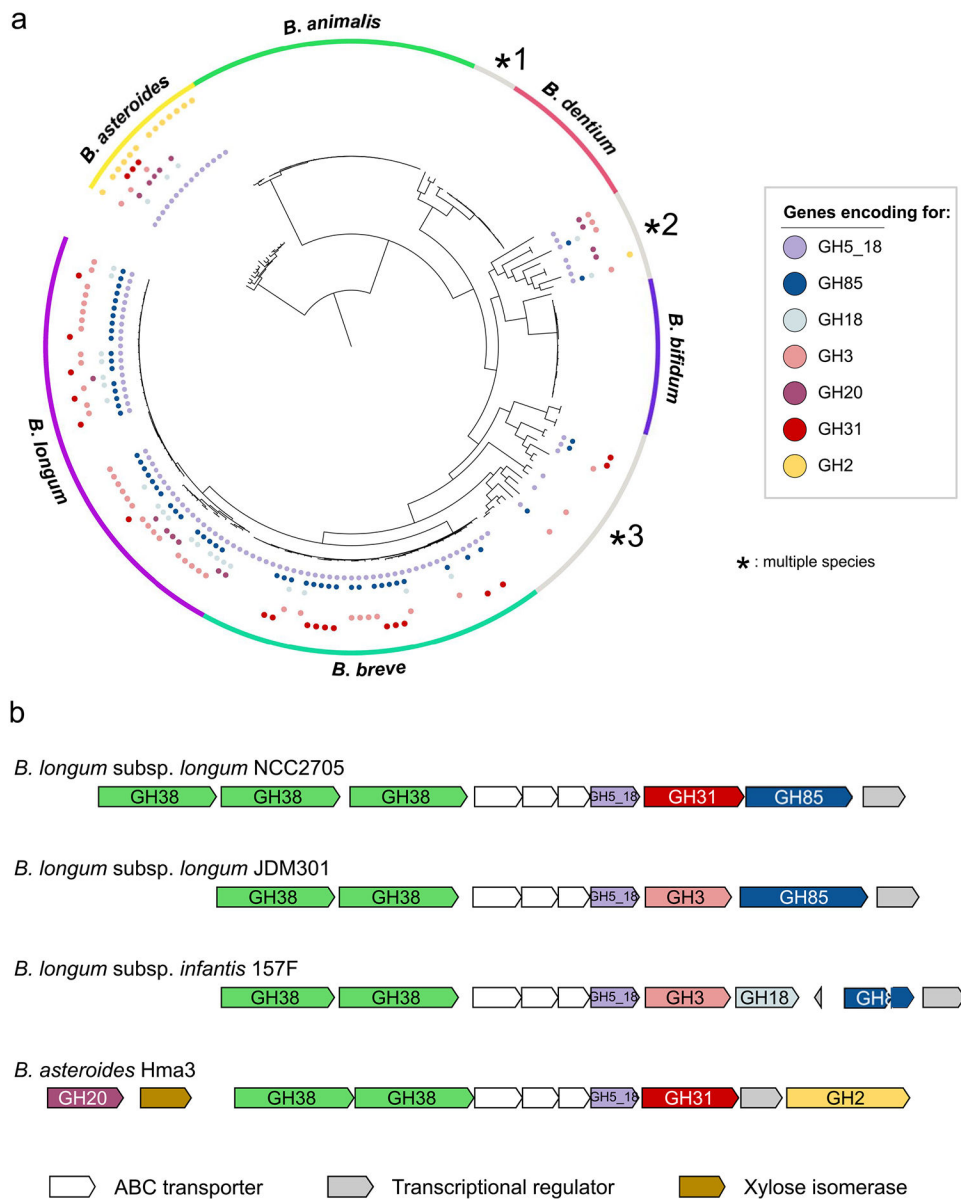 a
B. animalis
*1
B. asteroides
B. dentium
*2
Genes encoding for:
GH5_18
GH85
GH18
GH3
GH20
GH31
GH2
B. bifidum
B. longum
*3
* : multiple species
B. breve
b
B. longum subsp. longum NCC2705
GH38 GH38 GH38 GH5_18 GH31 GH85
B. longum subsp. longum JDM301
GH38 GH38 GH5_18 GH3 GH85
B. longum subsp. infantis 157F
GH38 GH38 GH5_18 GH3 GH18 GH8
B. asteroides Hma3
GH20 GH38 GH38 GH5_18 GH31 GH2
ABC transporter Transcriptional regulator Xylose isomerase